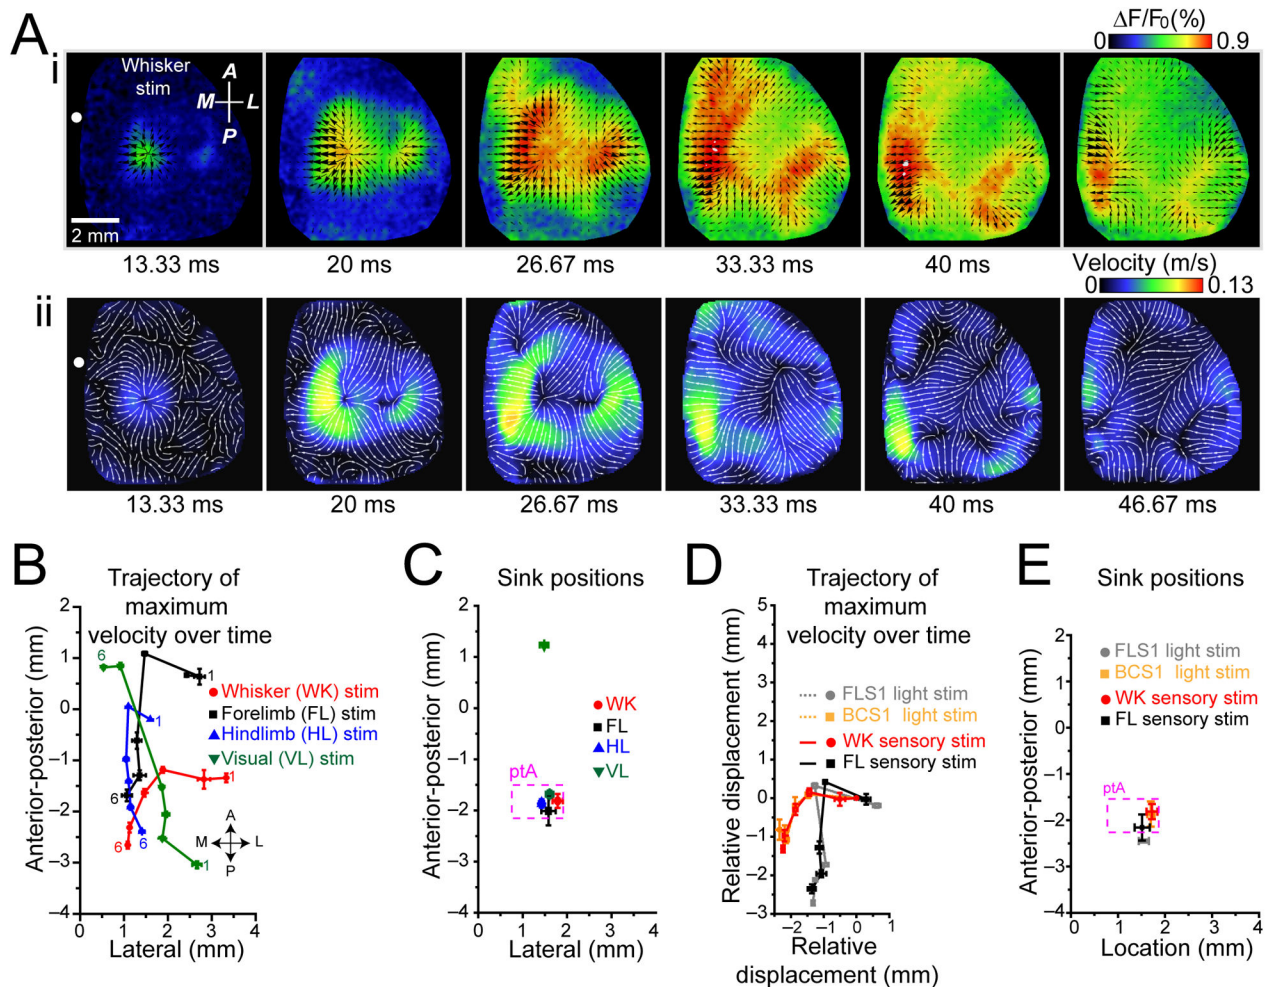 A
i
Whisker
stim
A
M L
P
2 mm
ΔF/F0(%)
0 0.9
13.33 ms 20 ms 26.67 ms 33.33 ms 40 ms
Velocity (m/s)
0 0.13
ii
13.33 ms 20 ms 26.67 ms 33.33 ms 40 ms 46.67 ms
B
Trajectory of
maximum
velocity over time
Anterior-posterior (mm)
2
1
0
−1
−2
−3
−4
0 1 2 3 4
Lateral (mm)
6
1
Whisker (WK) stim
Forelimb (FL) stim
Hindlimb (HL) stim
Visual (VL) stim
1
1
6
6
6
1
A
M L
P
C
Sink positions
Anterior-posterior (mm)
2
1
0
−1
−2
−3
−4
0 1 2 3 4
Lateral (mm)
WK
FL
HL
VL
ptA
D
Trajectory of
maximum
velocity over time
Relative displacement (mm)
5
4
3
2
1
0
−1
−2
−3
−2 −1 0 1
Relative
displacement (mm)
FLS1 light stim
BCS1 light stim
WK sensory stim
FL sensory stim
E
Sink positions
Anterior-posterior (mm)
2
1
0
−1
−2
−3
−4
0 1 2 3 4
Location (mm)
FLS1 light stim
BCS1 light stim
WK sensory stim
FL sensory stim
ptA